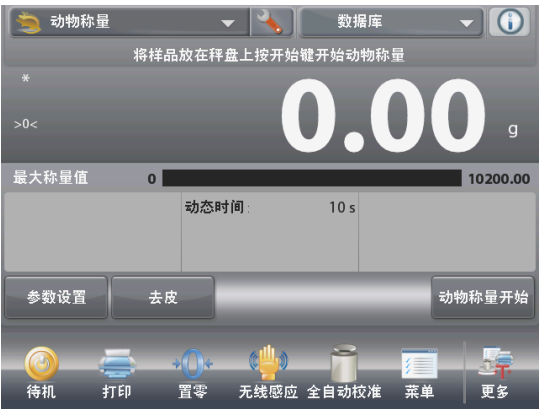 动物称量 数据库
将样品放在秤盘上按开始键开始动物称量
*
>0<
0.00 g
最大称量值 0 10200.00
动态时间: 10 s
参数设置 去皮 动物称量开始
待机 打印 置零 无线感应 全自动校准 菜单 更多